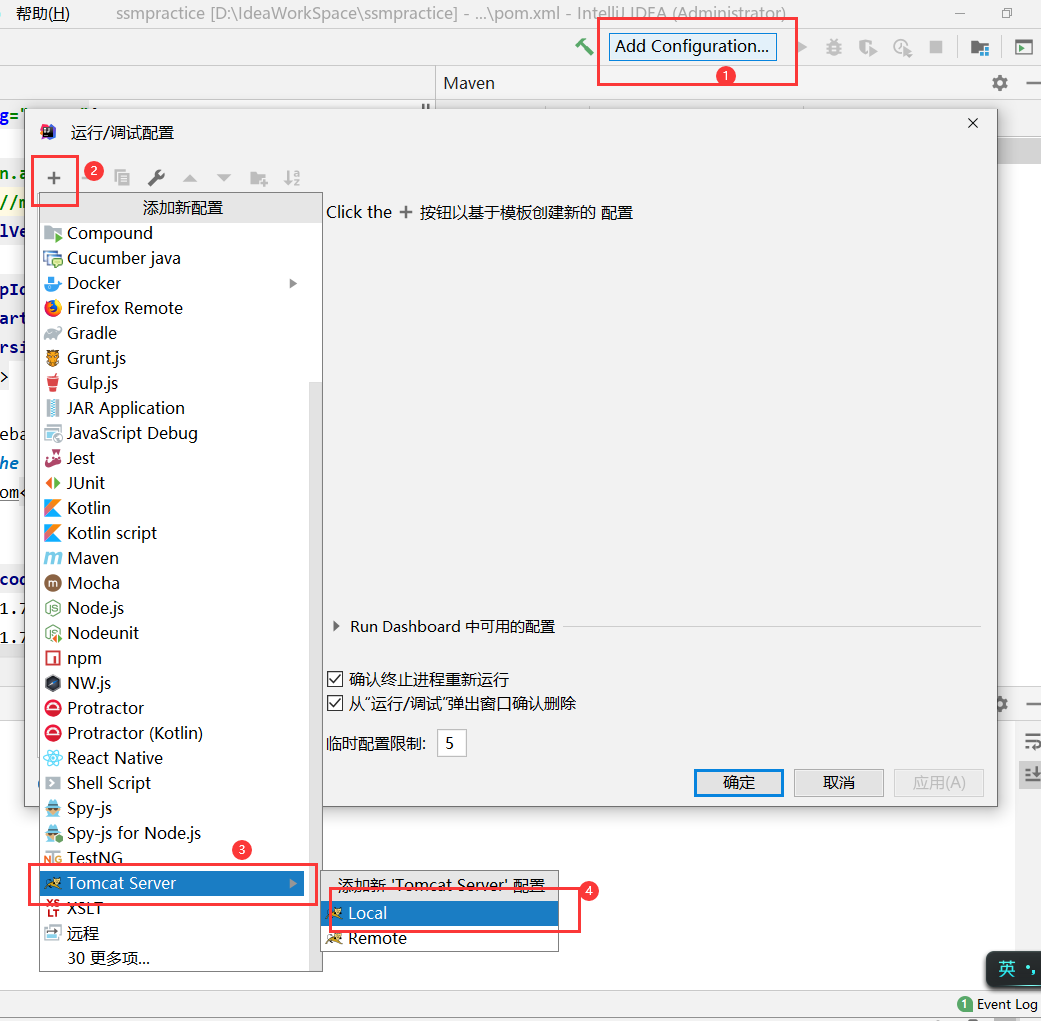 帮助(H)
ssmpractice [D:\IdeaWorkSpace\ssmpractice] - ...\pom.xml - IntelliJ IDEA (Administrator)
Add Configuration...
1
Maven
运行/调试配置
2
添加新配置
Click the + 按钮以基于模板创建新的 配置
Compound
Cucumber java
Docker
Firefox Remote
Gradle
Grunt.js
Gulp.js
JAR Application
JavaScript Debug
Jest
JUnit
Kotlin
Kotlin script
Maven
Mocha
Node.js
Nodeunit
npm
NW.js
Protractor
Protractor (Kotlin)
React Native
Shell Script
Spy-js
Spy-js for Node.js
TestNG
3
Tomcat Server
XSLT
远程
30 更多项...
Run Dashboard 中可用的配置
确认终止进程重新运行
从“运行/调试”弹出窗口确认删除
临时配置限制: 5
确定
取消
应用(A)
添加新 'Tomcat Server' 配置
4
Local
Remote
英
1 Event Log